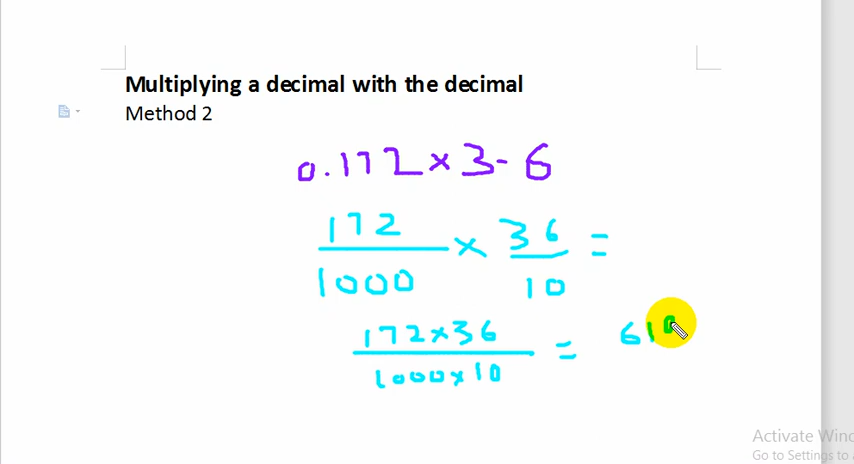 Multiplying a decimal with the decimal
Method 2
0.172 × 3-6
172/1000 × 36/10 =
172×36/1000×10 = 61
Activate Wind
Go to Settings to